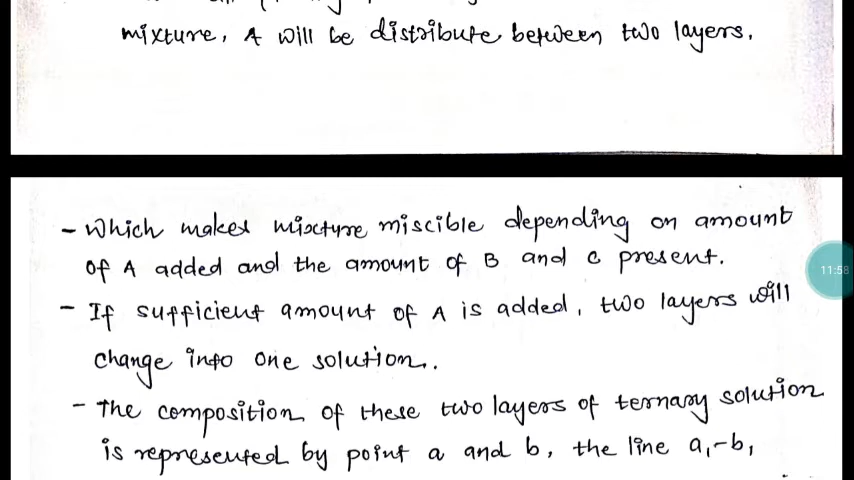 mixture, A will be distribute between two layers.
- Which makes mixture miscible depending on amount
of A added and the amount of B and C present.
- If sufficient amount of A is added, two layers will
change into one solution..
- The composition of these two layers of ternary solution
is represented by point a and b, the line a,-b,
11:58